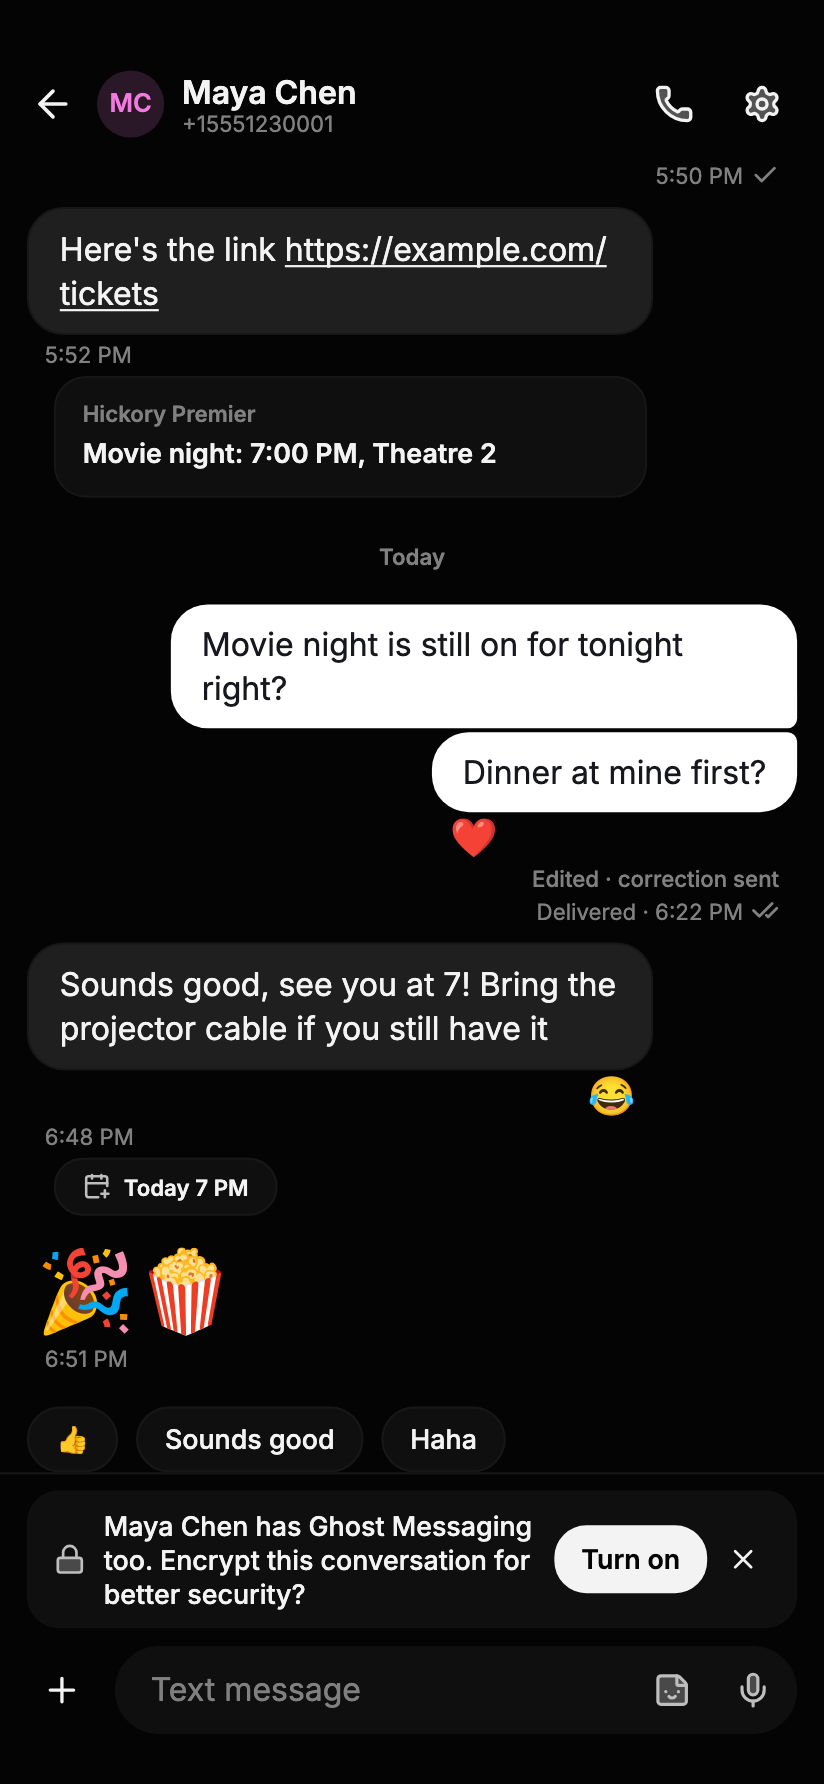 MC
Maya Chen
+15551230001
5:50 PM
Here's the link https://example.com/
tickets
5:52 PM
Hickory Premier
Movie night: 7:00 PM, Theatre 2
Today
Movie night is still on for tonight
right?
Dinner at mine first?
Edited · correction sent
Delivered · 6:22 PM
Sounds good, see you at 7! Bring the
projector cable if you still have it
6:48 PM
Today 7 PM
6:51 PM
Sounds good
Haha
Maya Chen has Ghost Messaging
too. Encrypt this conversation for
better security?
Turn on
Text message